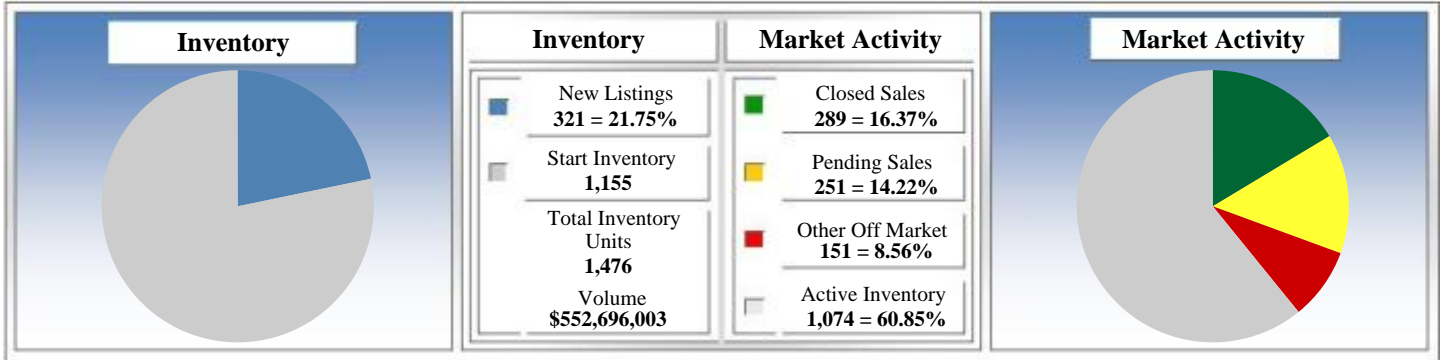 Inventory
Inventory
New Listings
321 = 21.75%
Start Inventory
1,155
Total Inventory
Units
1,476
Volume
$552,696,003
Market Activity
Closed Sales
289 = 16.37%
Pending Sales
251 = 14.22%
Other Off Market
151 = 8.56%
Active Inventory
1,074 = 60.85%
Market Activity